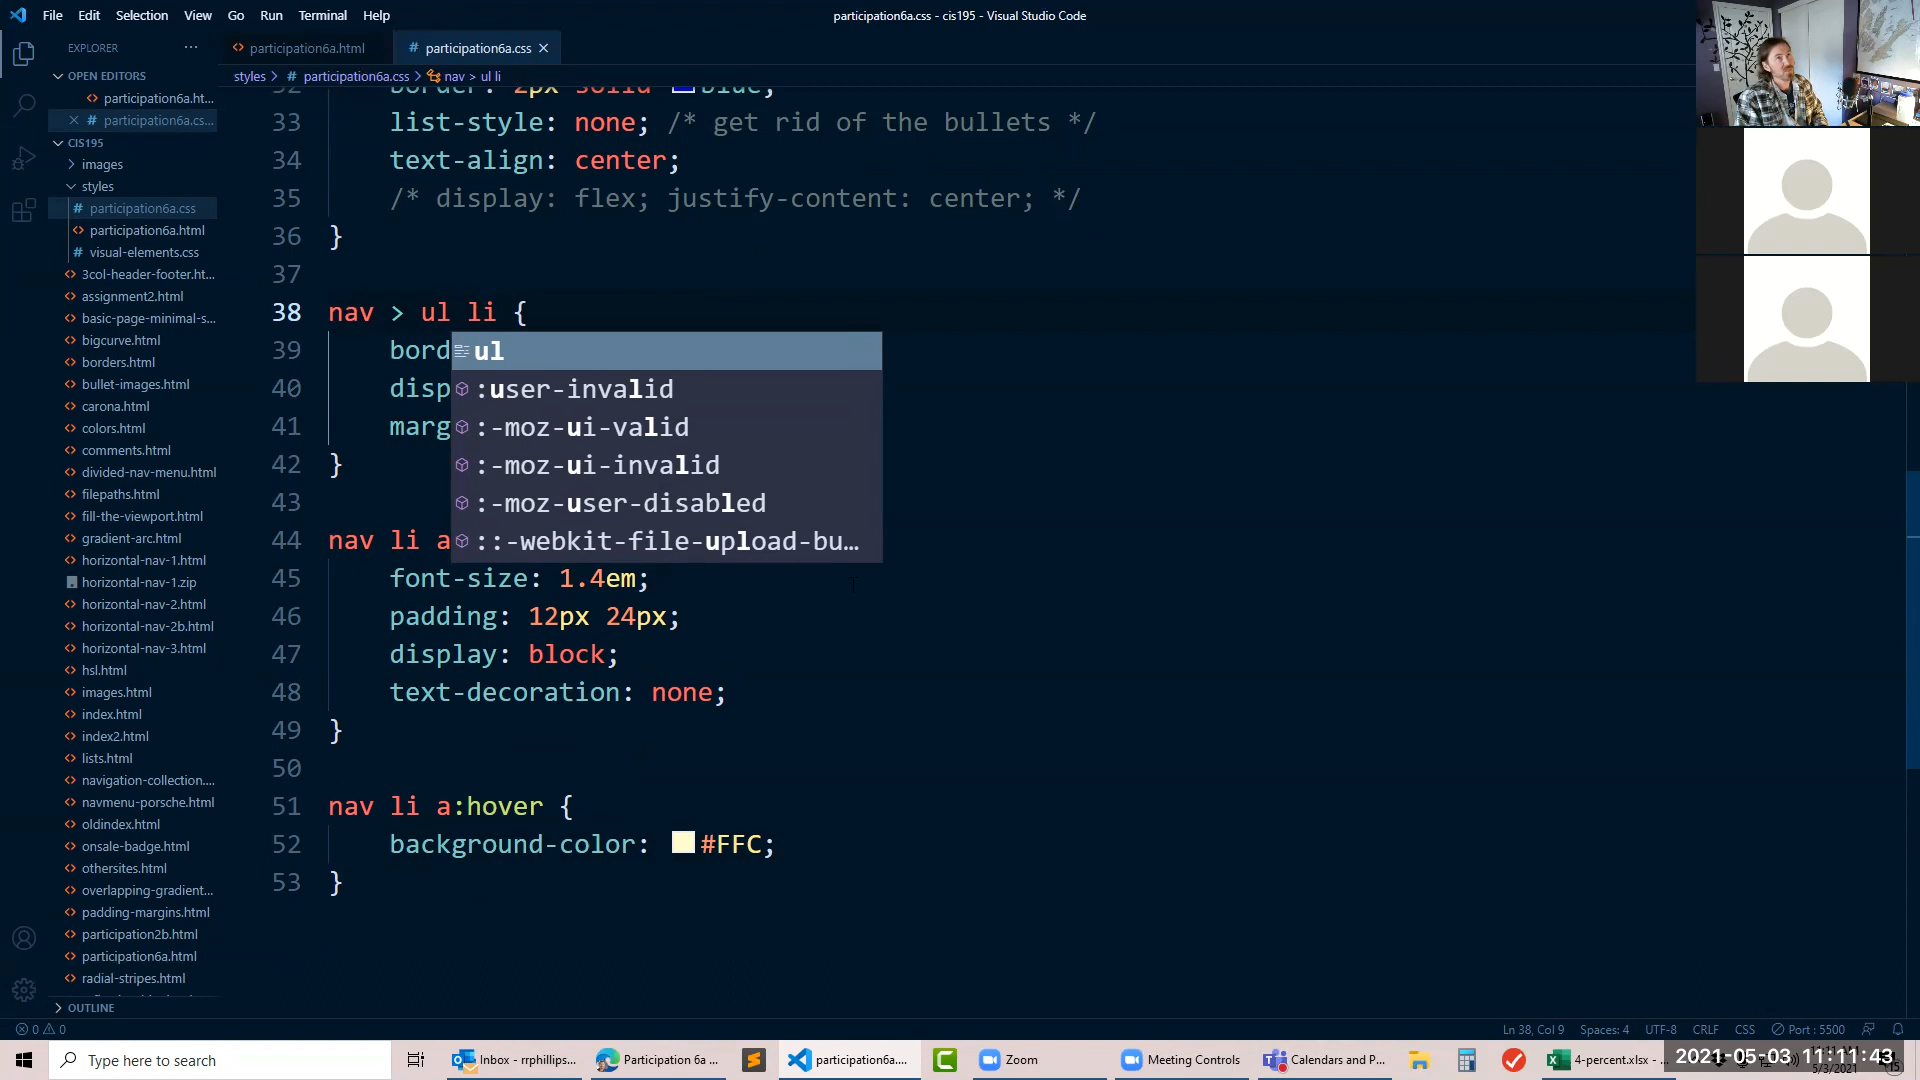 File Edit Selection View Go Run Terminal Help
participation6a.css - cis195 - Visual Studio Code
EXPLORER ···
participation6a.html
# participation6a.css ×
OPEN EDITORS
participation6a.ht...
# participation6a.cs...
CIS195
images
styles
# participation6a.css
participation6a.html
# visual-elements.css
3col-header-footer.ht...
assignment2.html
basic-page-minimal-s...
bigcurve.html
borders.html
bullet-images.html
carona.html
colors.html
comments.html
divided-nav-menu.html
filepaths.html
fill-the-viewport.html
gradient-arc.html
horizontal-nav-1.html
horizontal-nav-1.zip
horizontal-nav-2.html
horizontal-nav-2b.html
horizontal-nav-3.html
hsl.html
images.html
index.html
index2.html
lists.html
navigation-collection....
navmenu-porsche.html
oldindex.html
onsale-badge.html
othersites.html
overlapping-gradient...
padding-margins.html
participation2b.html
participation6a.html
radial-stripes.html
OUTLINE
styles > # participation6a.css > nav > ul li
border: 2px solid blue;
33 list-style: none; /* get rid of the bullets */
34 text-align: center;
35 /* display: flex; justify-content: center; */
36 }
37
38 nav > ul li {
39 bord
40 disp
41 marg
42 }
43
44 nav li a
45 font-size: 1.4em;
46 padding: 12px 24px;
47 display: block;
48 text-decoration: none;
49 }
50
51 nav li a:hover {
52 background-color: #FFC;
53 }
ul
:user-invalid
:-moz-ui-valid
:-moz-ui-invalid
:-moz-user-disabled
::-webkit-file-upload-bu...
0 0
Ln 38, Col 9 Spaces: 4 UTF-8 CRLF CSS Port : 5500
Type here to search
Inbox - rrphillips...
Participation 6a ...
participation6a....
Zoom
Meeting Controls
Calendars and P...
4-percent.xlsx - ...
2021-05-03 11:11:43
5/3/2021
15